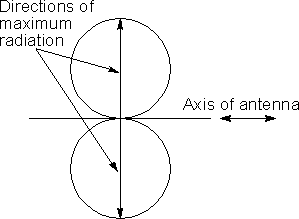 Directions of
maximum
radiation
Axis of antenna